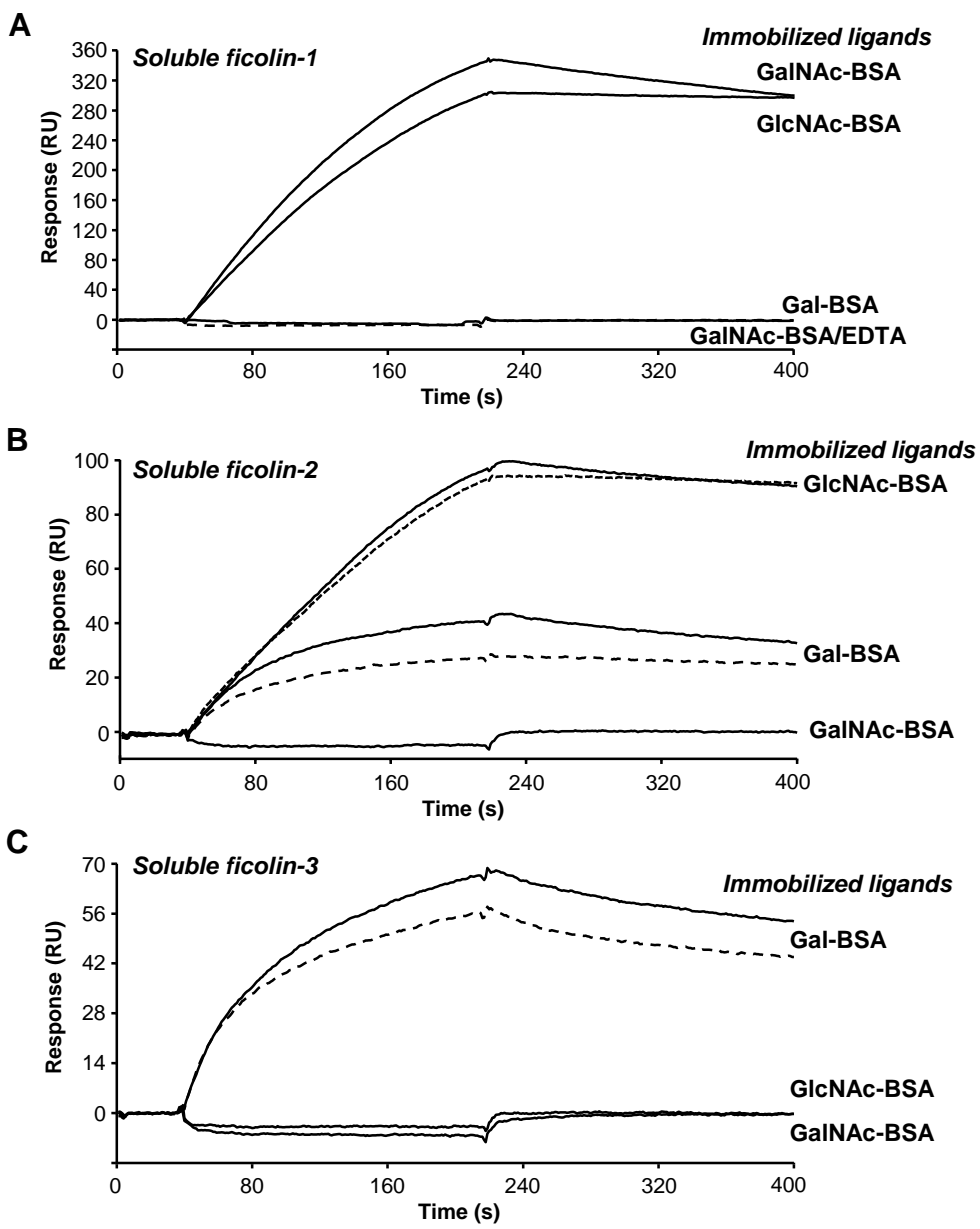 A
Soluble ficolin-1
Immobilized ligands
GalNAc-BSA
GlcNAc-BSA
Gal-BSA
GalNAc-BSA/EDTA
Response (RU)
360
320
280
240
200
160
120
80
40
0
0 80 160 240 320 400
Time (s)
B
Soluble ficolin-2
Immobilized ligands
GlcNAc-BSA
Gal-BSA
GalNAc-BSA
Response (RU)
100
80
60
40
20
0
0 80 160 240 320 400
Time (s)
C
Soluble ficolin-3
Immobilized ligands
Gal-BSA
GlcNAc-BSA
GalNAc-BSA
Response (RU)
70
56
42
28
14
0
0 80 160 240 320 400
Time (s)